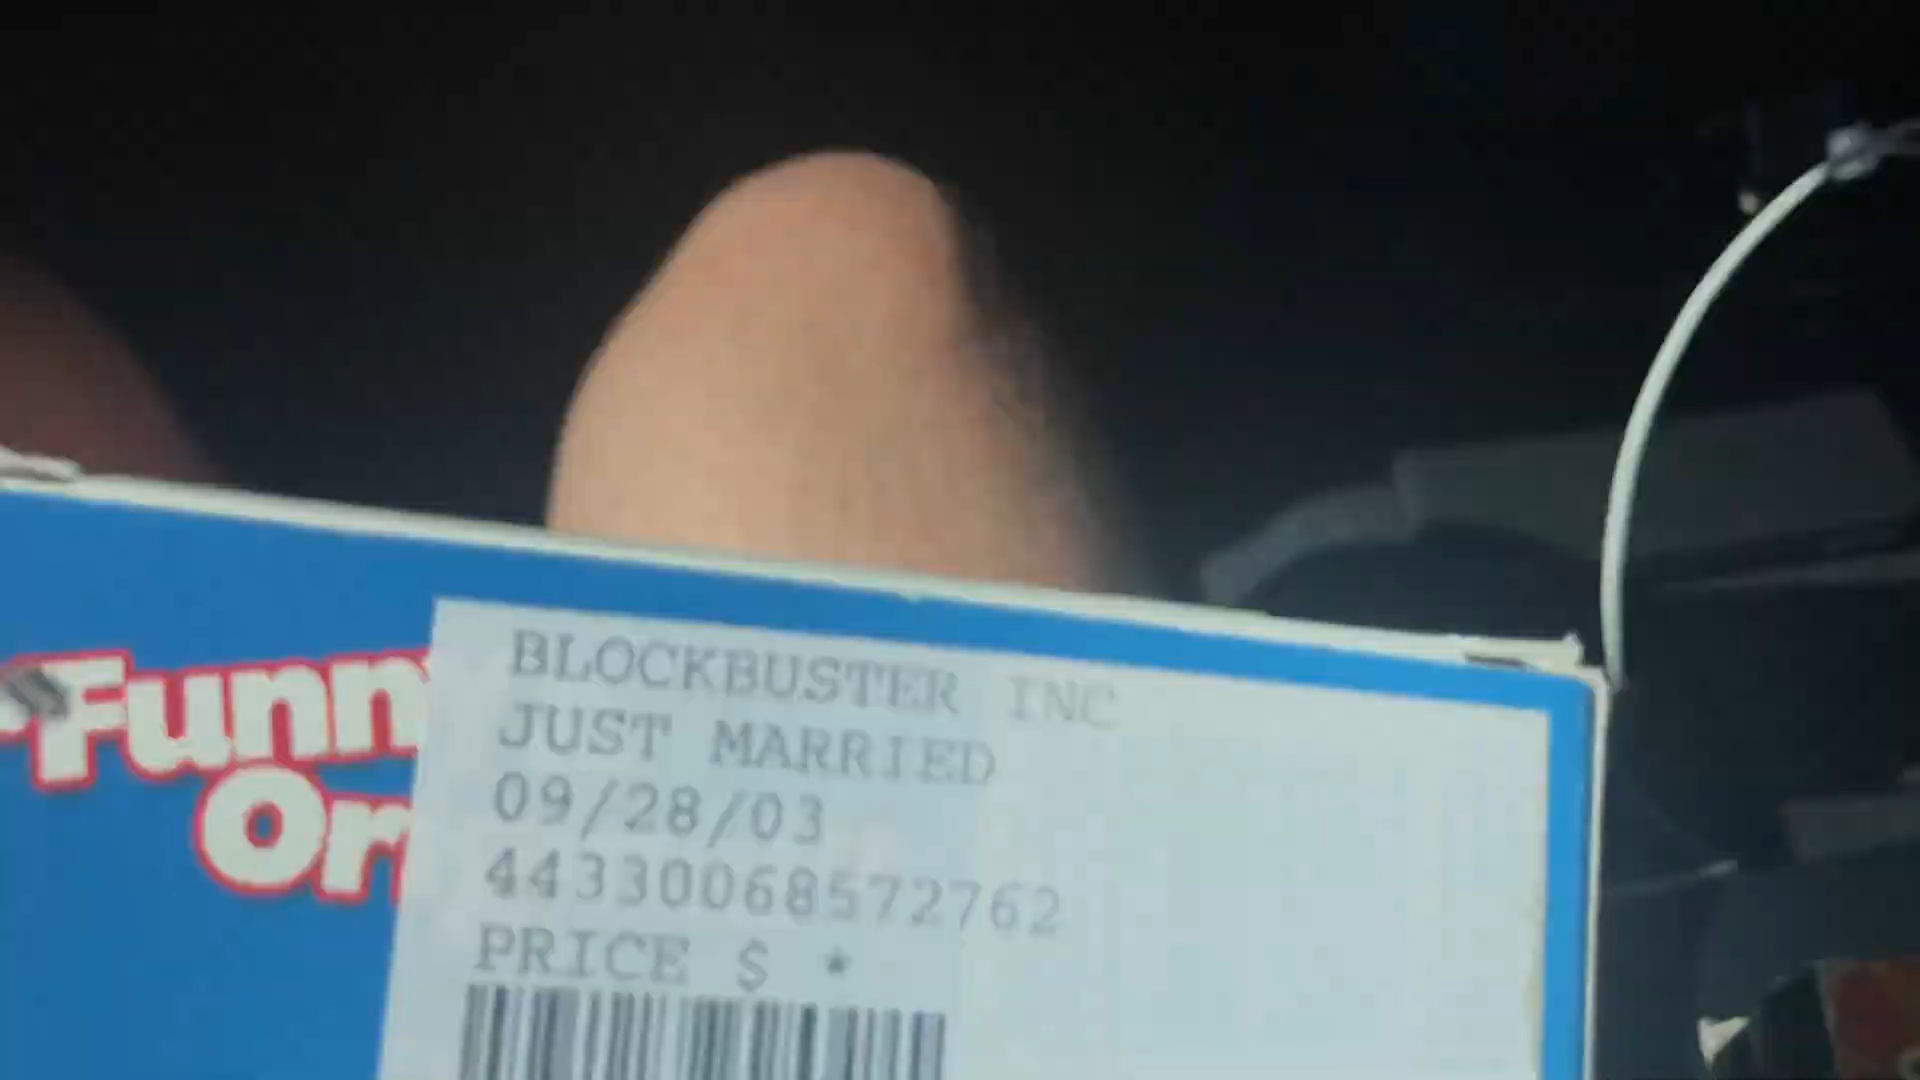 Funn
Or
BLOCKBUSTER INC
JUST MARRIED
09/28/03
44330068572762
PRICE $ *